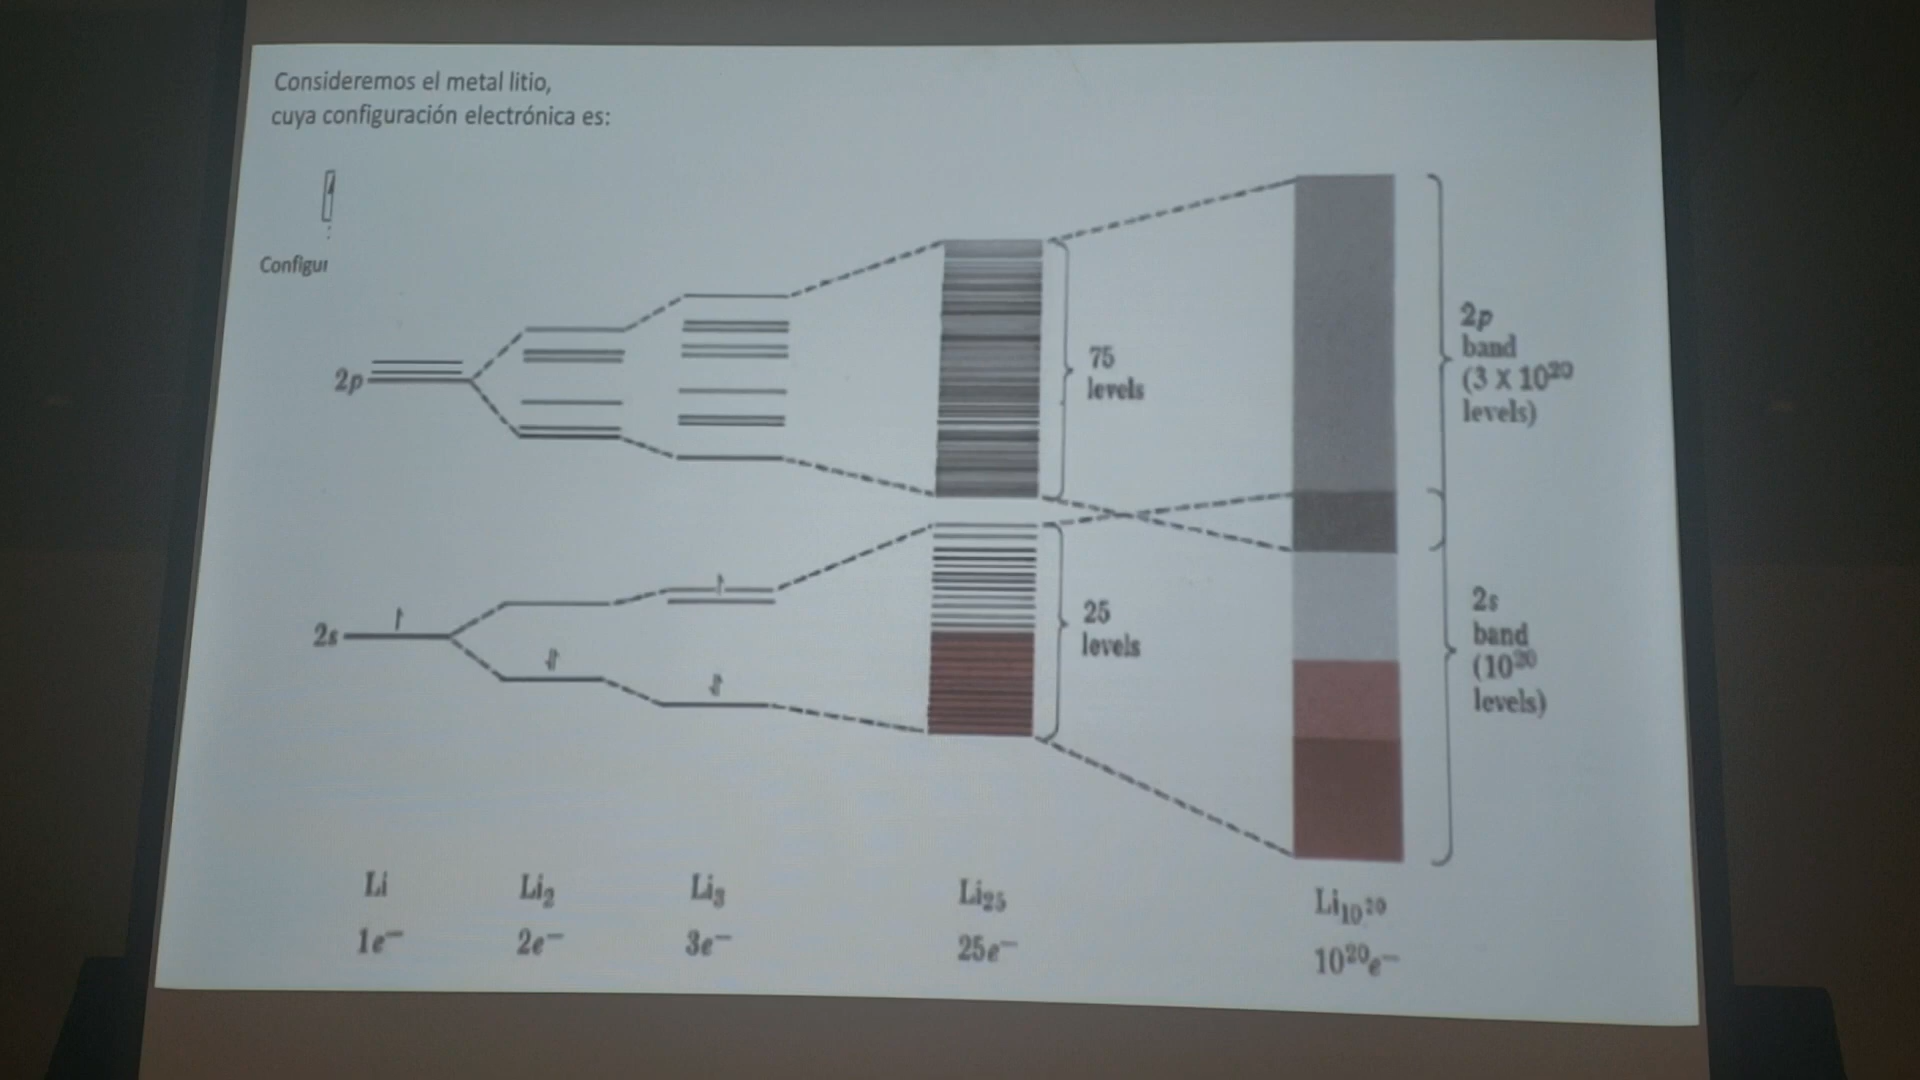 Consideremos el metal litio,
cuya configuración electrónica es:
Configur
2p
75
levels
2p
band
(3 X 10²⁰
levels)
2s
25
levels
2s
band
(10²⁰
levels)
Li
Li₂
Li₃
Li₂₅
Li₁₀²⁰
1e⁻
2e⁻
3e⁻
25e⁻
10²⁰e⁻